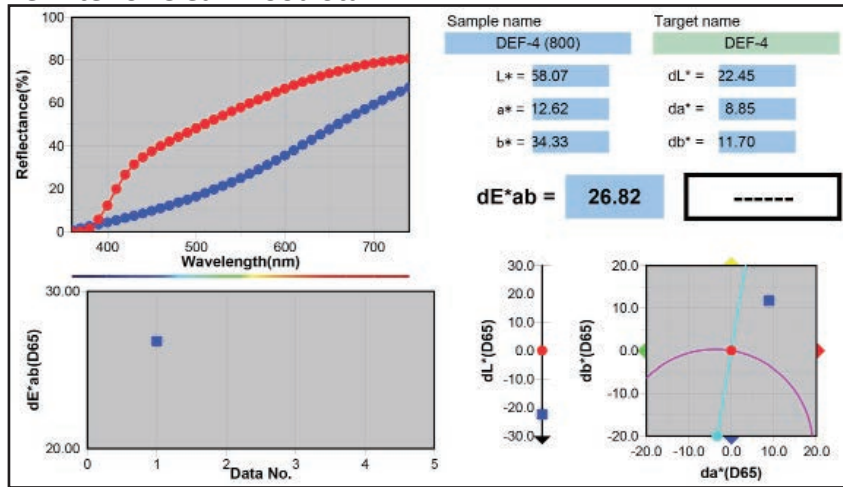 Sample name
Target name
DEF-4 (800)
DEF-4
L* = 58.07
dL* = 22.45
a* = 12.62
da* = 8.85
b* = 34.33
db* = 11.70
dE*ab = 26.82
------
Reflectance(%)
100
80
60
40
20
0
400 500 600 700
Wavelength(nm)
dE*ab(D65)
30.00
20.00
0 1 2 3 4 5
Data No.
dL*(D65)
30.0
20.0
10.0
0.0
-10.0
-20.0
-30.0
db*(D65)
20.0
10.0
0.0
-10.0
-20.0
-20.0 -10.0 0.0 10.0 20.0
da*(D65)